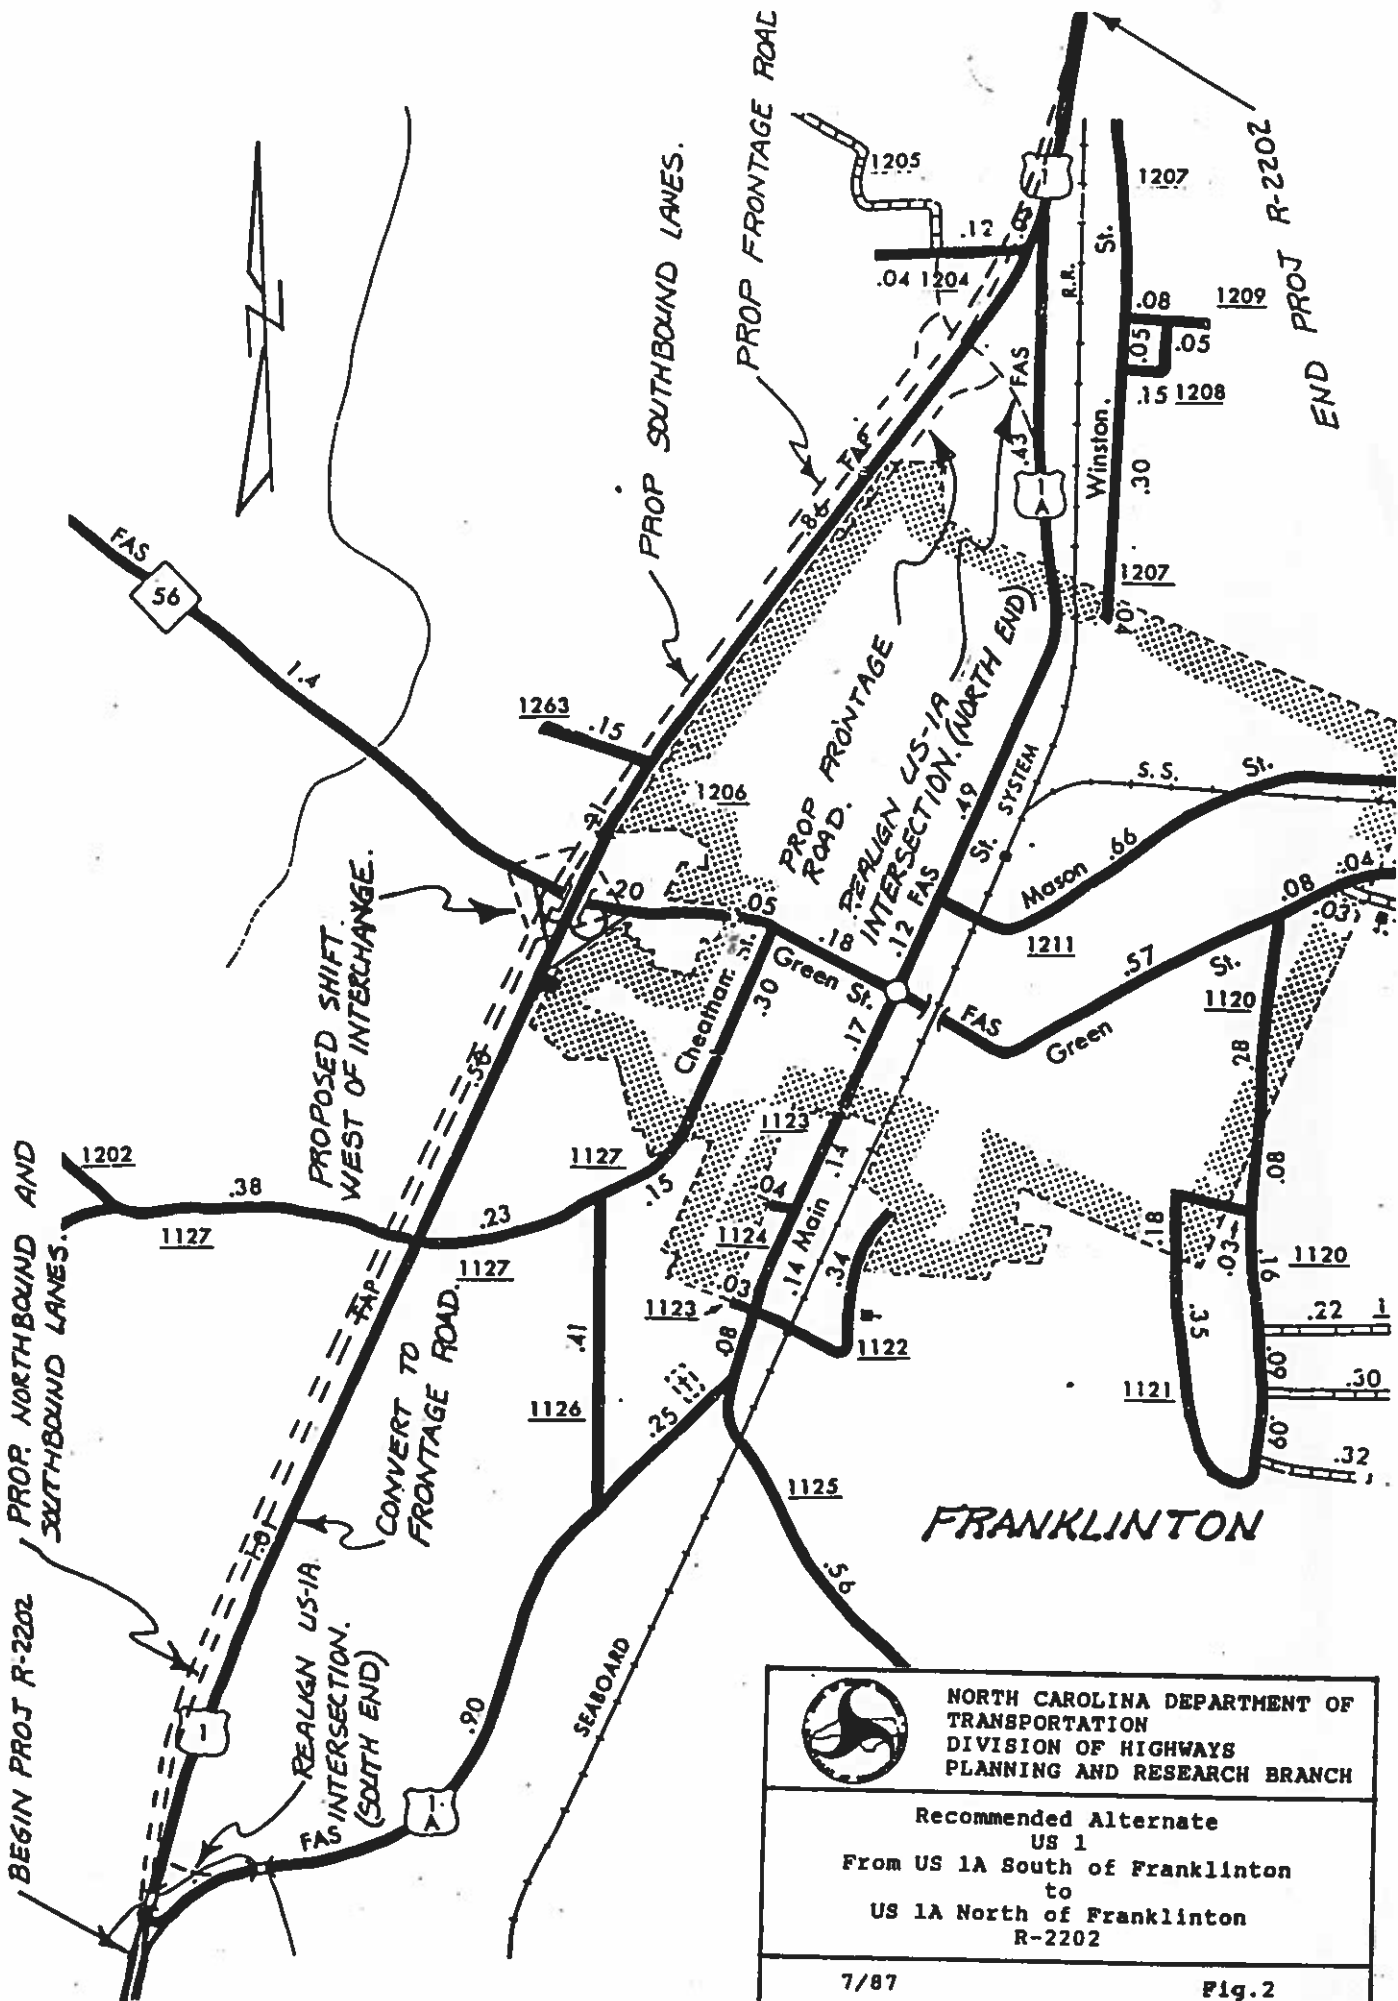 PROP FRONTAGE ROAD
PROP SOUTHBOUND LANES.
END PROJ R-2202
1205
1207
St.
.12
.04
1204
R.R.
.08
1209
.05
.05
.15
1208
FAS
.43
1
1
A
Winston
.30
1207
.04
FAP
.86
FAS
56
1.4
1263
.15
1206
PROP FRONTAGE
ROAD.
REALIGN US-1A
INTERSECTION. (NORTH END)
.49
SYSTEM
S.S.
St.
St.
Mason
.66
1211
.04
.08
.03
.20
.05
.18
.12
FAS
Green St.
Cheatham St.
.30
.17
FAS
Green
St.
.57
1120
.28
PROPOSED SHIFT
WEST OF INTERCHANGE.
PROP. NORTHBOUND AND
SOUTHBOUND LANES.
1202
.38
1127
.23
1127
1127
.15
1123
.14
.04
1124
.14
Main
.34
.03
1123
.08
1122
.08
.18
.03
1120
.16
.35
.22
.09
.30
1121
.09
.32
FAP
.41
1126
.25
CONVERT TO
FRONTAGE ROAD.
1125
.56
FRANKLINTON
1.01
1
BEGIN PROJ R-2202
REALIGN US-1A
INTERSECTION.
(SOUTH END)
FAS
1
A
.90
SEABOARD
NORTH CAROLINA DEPARTMENT OF
TRANSPORTATION
DIVISION OF HIGHWAYS
PLANNING AND RESEARCH BRANCH
Recommended Alternate
US 1
From US 1A South of Franklinton
to
US 1A North of Franklinton
R-2202
7/87
Fig.2